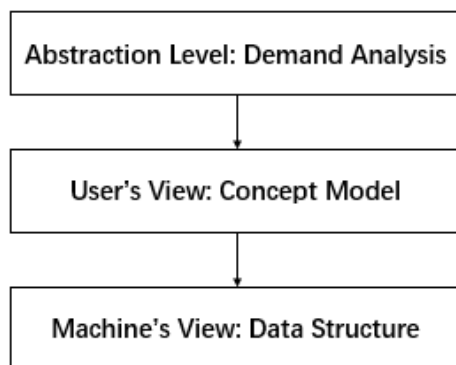 Abstraction Level: Demand Analysis
User’s View: Concept Model
Machine’s View: Data Structure